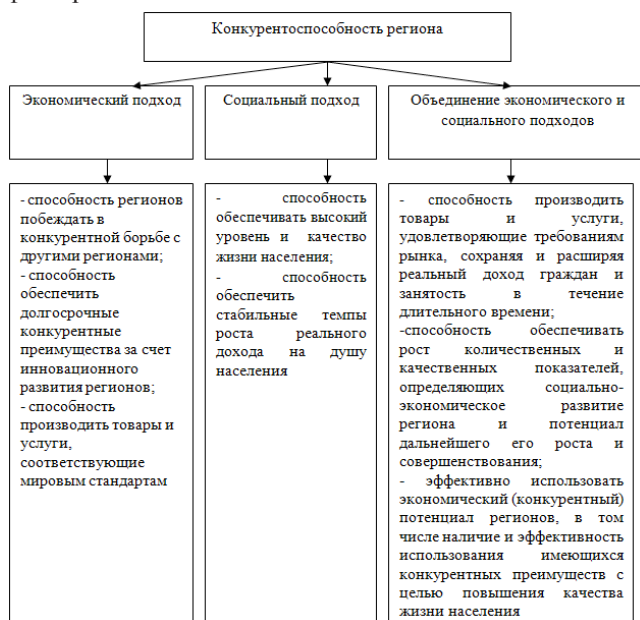 Конкурентоспособность региона
Экономический подход
Социальный подход
Объединение экономического и
социального подходов
- способность регионов
побеждать в
конкурентной борьбе с
другими регионами;
- способность
обеспечить
долгосрочные
конкурентные
преимущества за счет
инновационного
развития регионов;
- способность
производить товары и
услуги,
соответствующие
мировым стандартам
- способность
обеспечивать высокий
уровень и качество
жизни населения;
- способность
обеспечить
стабильные темпы
роста реального
дохода на душу
населения
- способность производить
товары и услуги,
удовлетворяющие требованиям
рынка, сохраняя и расширяя
реальный доход граждан и
занятость в течение
длительного времени;
-способность обеспечивать
рост количественных и
качественных показателей,
определяющих социально-
экономическое развитие
региона и потенциал
дальнейшего его роста и
совершенствования;
- эффективно использовать
экономический (конкурентный)
потенциал регионов, в том
числе наличие и эффективность
использования имеющихся
конкурентных преимуществ с
целью повышения качества
жизни населения